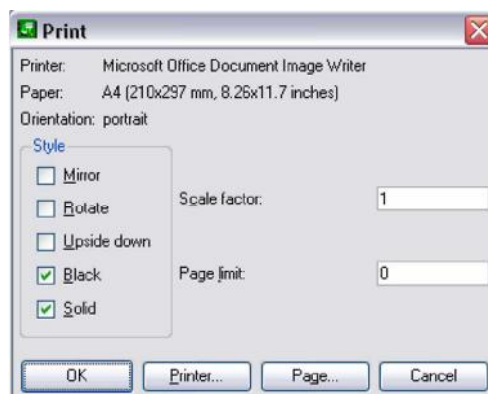 Print
Printer: Microsoft Office Document Image Writer
Paper: A4 (210x297 mm, 8.26x11.7 inches)
Orientation: portrait
Style
Mirror
Rotate
Scale factor: 1
Upside down
Black
Page limit: 0
Solid
OK Printer... Page... Cancel